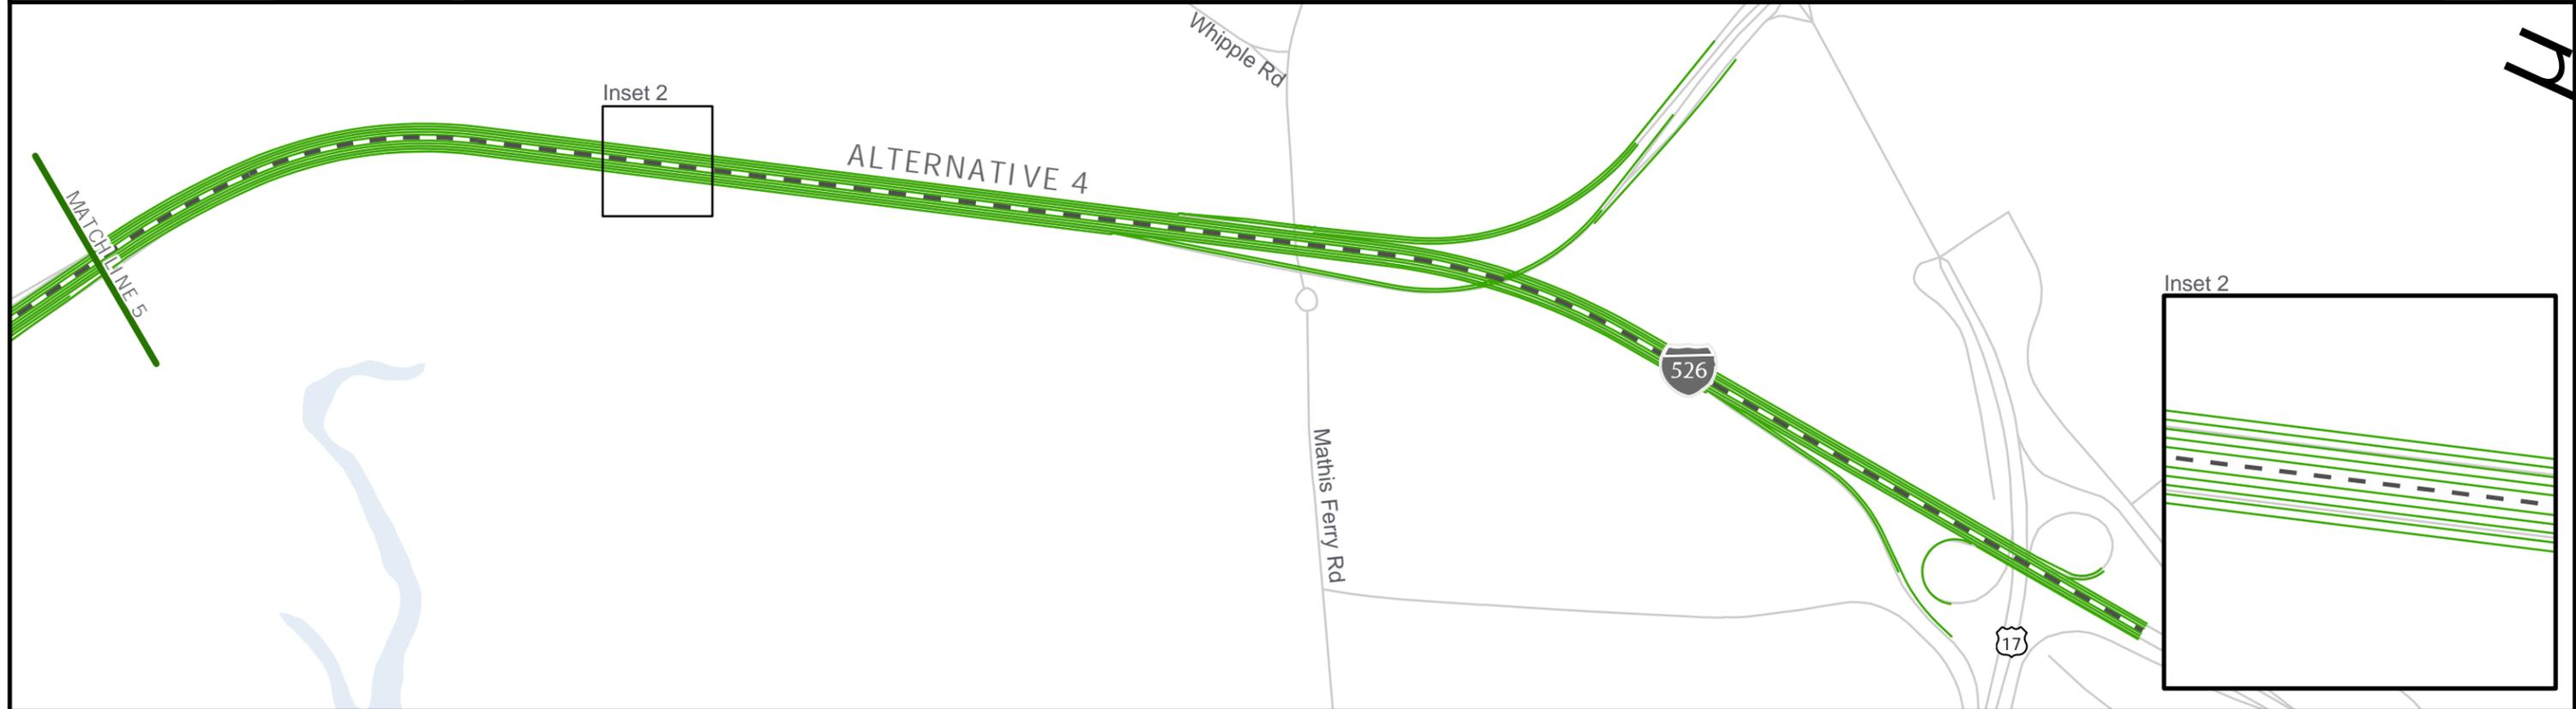 Whipple Rd
Inset 2
ALTERNATIVE 4
MATCHLINE 5
Inset 2
526
Mathis Ferry Rd
17